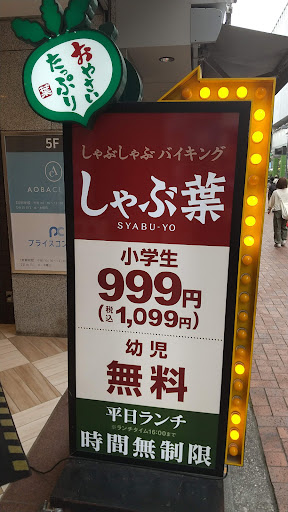 おやさい
たっぷり
葉
5F
AOBACL
プライスコン
しゃぶしゃぶ バイキング
しゃぶ葉
SYABU-YO
小学生
999円
(税込1,099円)
幼児
無料
平日ランチ
※ランチタイム16:00まで
時間無制限